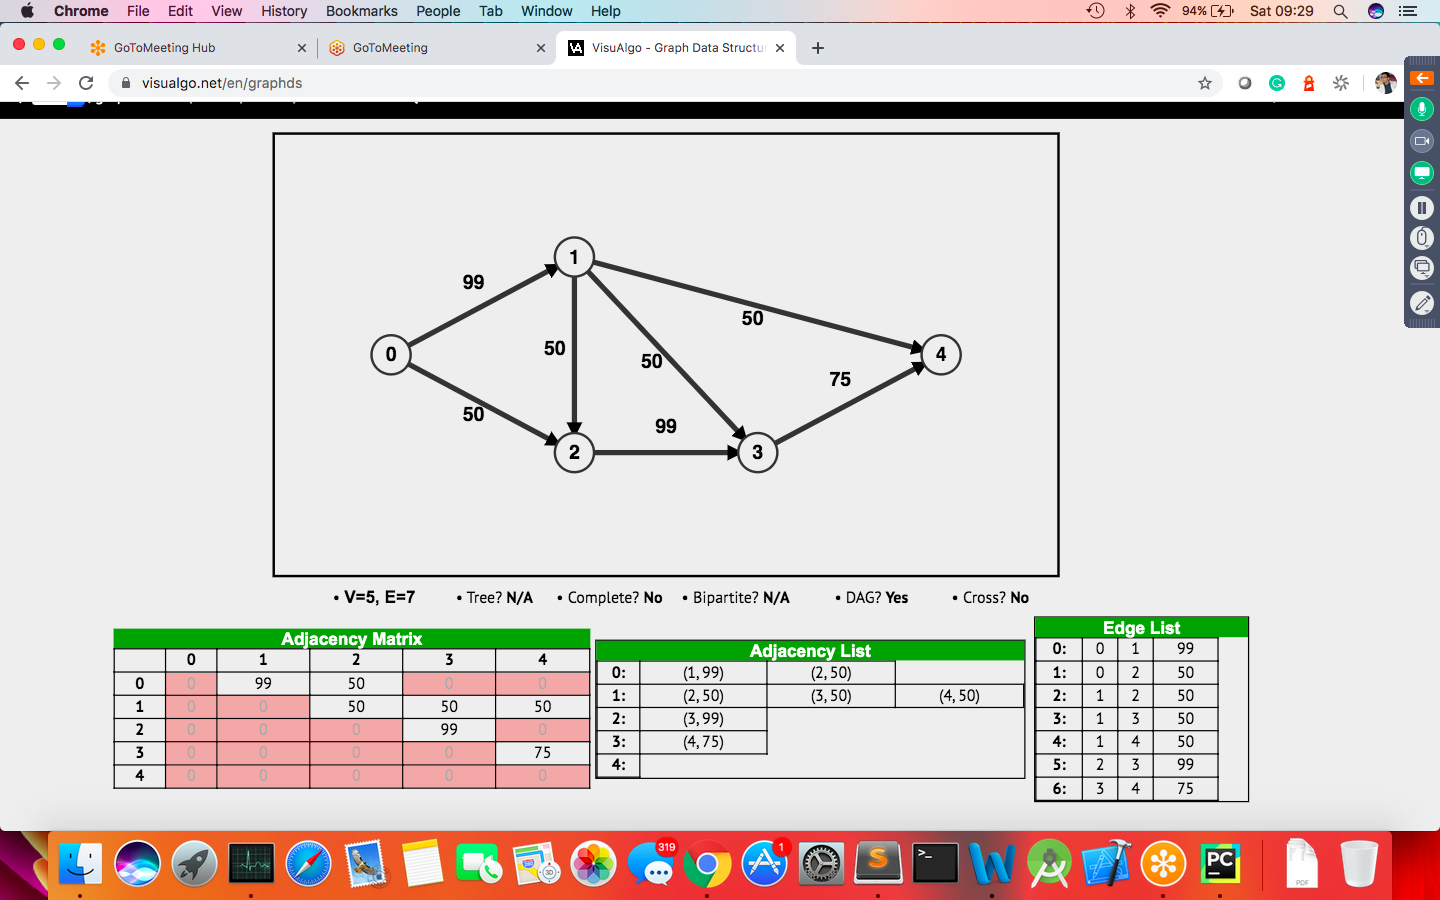 Chrome File Edit View History Bookmarks People Tab Window Help 94% Sat 09:29
GoToMeeting Hub GoToMeeting VisuAlgo - Graph Data Structu
visualgo.net/en/graphds
1
99
50
0
50
50
4
75
50
99
2
3
• V=5, E=7 • Tree? N/A • Complete? No • Bipartite? N/A • DAG? Yes • Cross? No
Adjacency Matrix
0 1 2 3 4
0 0 99 50 0 0
1 0 0 50 50 50
2 0 0 0 99 0
3 0 0 0 0 75
4 0 0 0 0 0
Adjacency List
0: (1,99) (2,50)
1: (2,50) (3,50) (4,50)
2: (3,99)
3: (4,75)
4:
Edge List
0: 0 1 99
1: 0 2 50
2: 1 2 50
3: 1 3 50
4: 1 4 50
5: 2 3 99
6: 3 4 75
319
1
3D
S
>_
W
PC
PDF